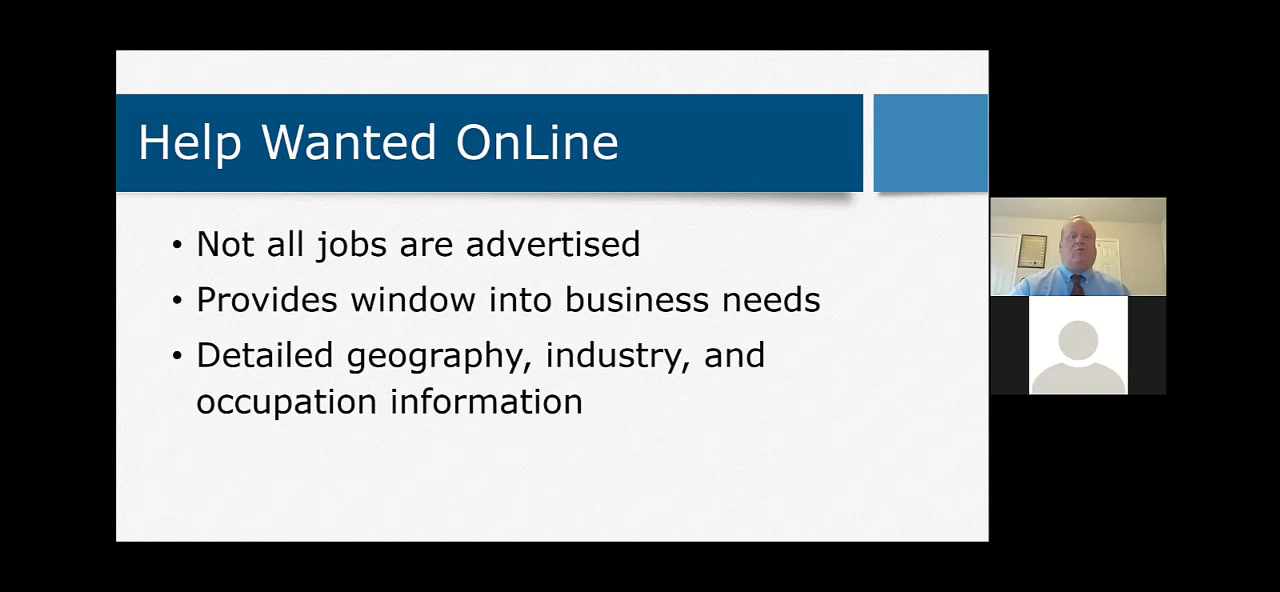 Help Wanted OnLine
• Not all jobs are advertised
• Provides window into business needs
• Detailed geography, industry, and
occupation information